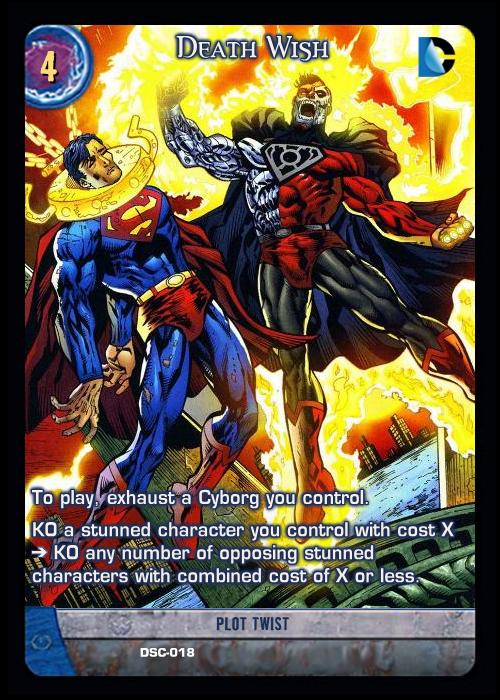 4
DEATH WISH
To play, exhaust a Cyborg you control.
KO a stunned character you control with cost X
→ KO any number of opposing stunned
characters with combined cost of X or less.
PLOT TWIST
DSC-018